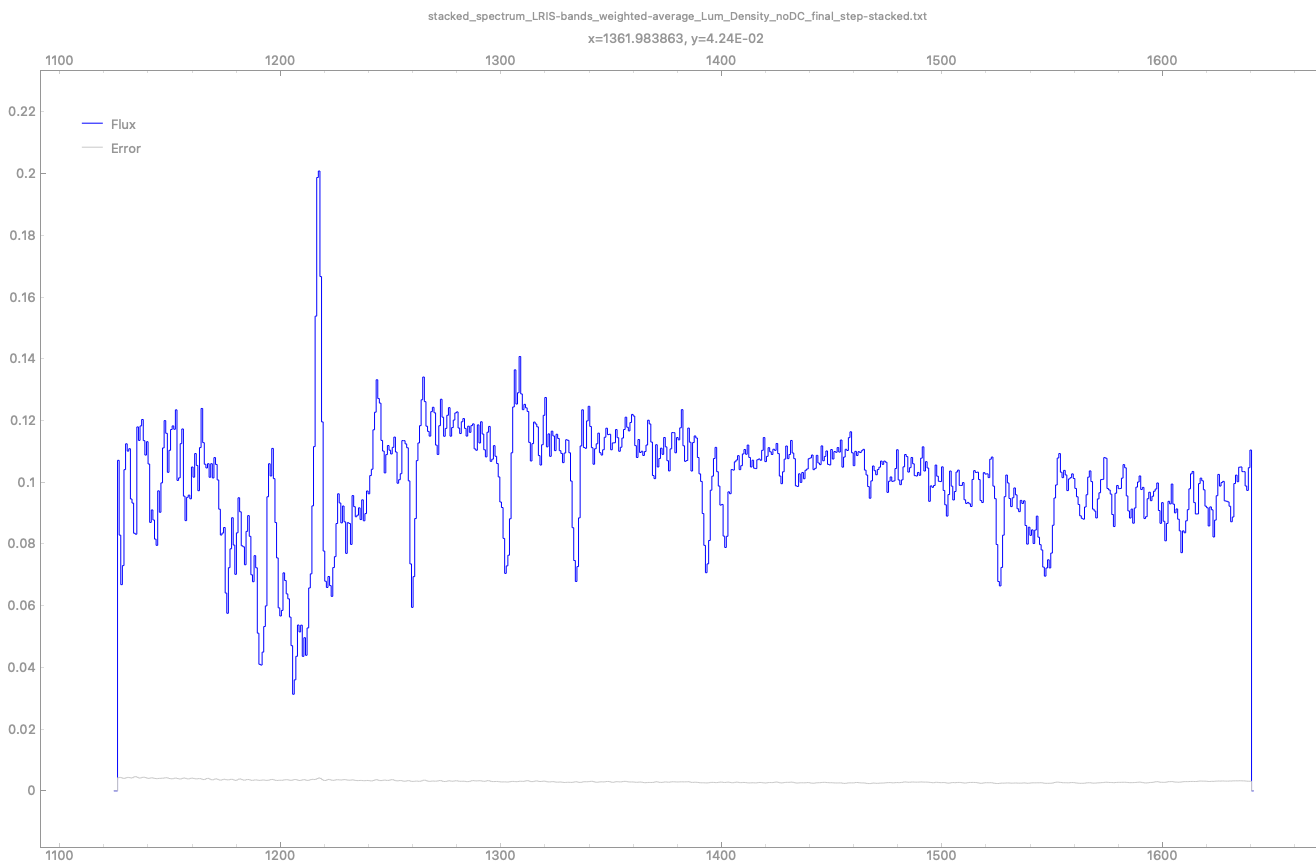 stacked_spectrum_LRIS-bands_weighted-average_Lum_Density_noDC_final_step-stacked.txt
x=1361.983863, y=4.24E-02
1100 1200 1300 1400 1500 1600
0.22
Flux
Error
0.2
0.18
0.16
0.14
0.12
0.1
0.08
0.06
0.04
0.02
0
1100 1200 1300 1400 1500 1600